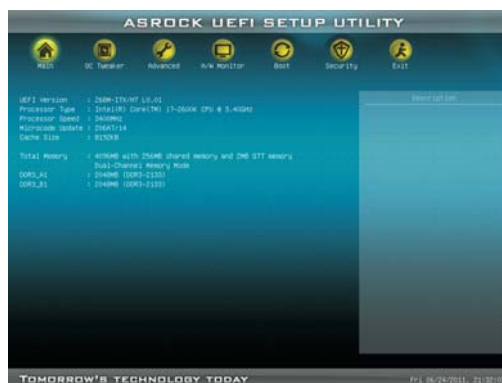 ASROCK UEFI SETUP UTILITY
Main OC Tweaker Advanced H/W Monitor Boot Security Exit
Description
UEFI Version : Z68M-ITX/HT L0.01
Processor Type : Intel(R) Core(TM) i7-2600K CPU @ 3.40GHz
Processor Speed : 3400MHz
Microcode Update : 206A7/14
Cache Size : 8192KB
Total Memory : 4096MB with 256MB shared memory and 2MB GTT memory
Dual-Channel Memory Mode
DDR3_A1 : 2048MB (DDR3-2133)
DDR3_B1 : 2048MB (DDR3-2133)
TOMORROW'S TECHNOLOGY TODAY
Fri 06/24/2011, 21:32